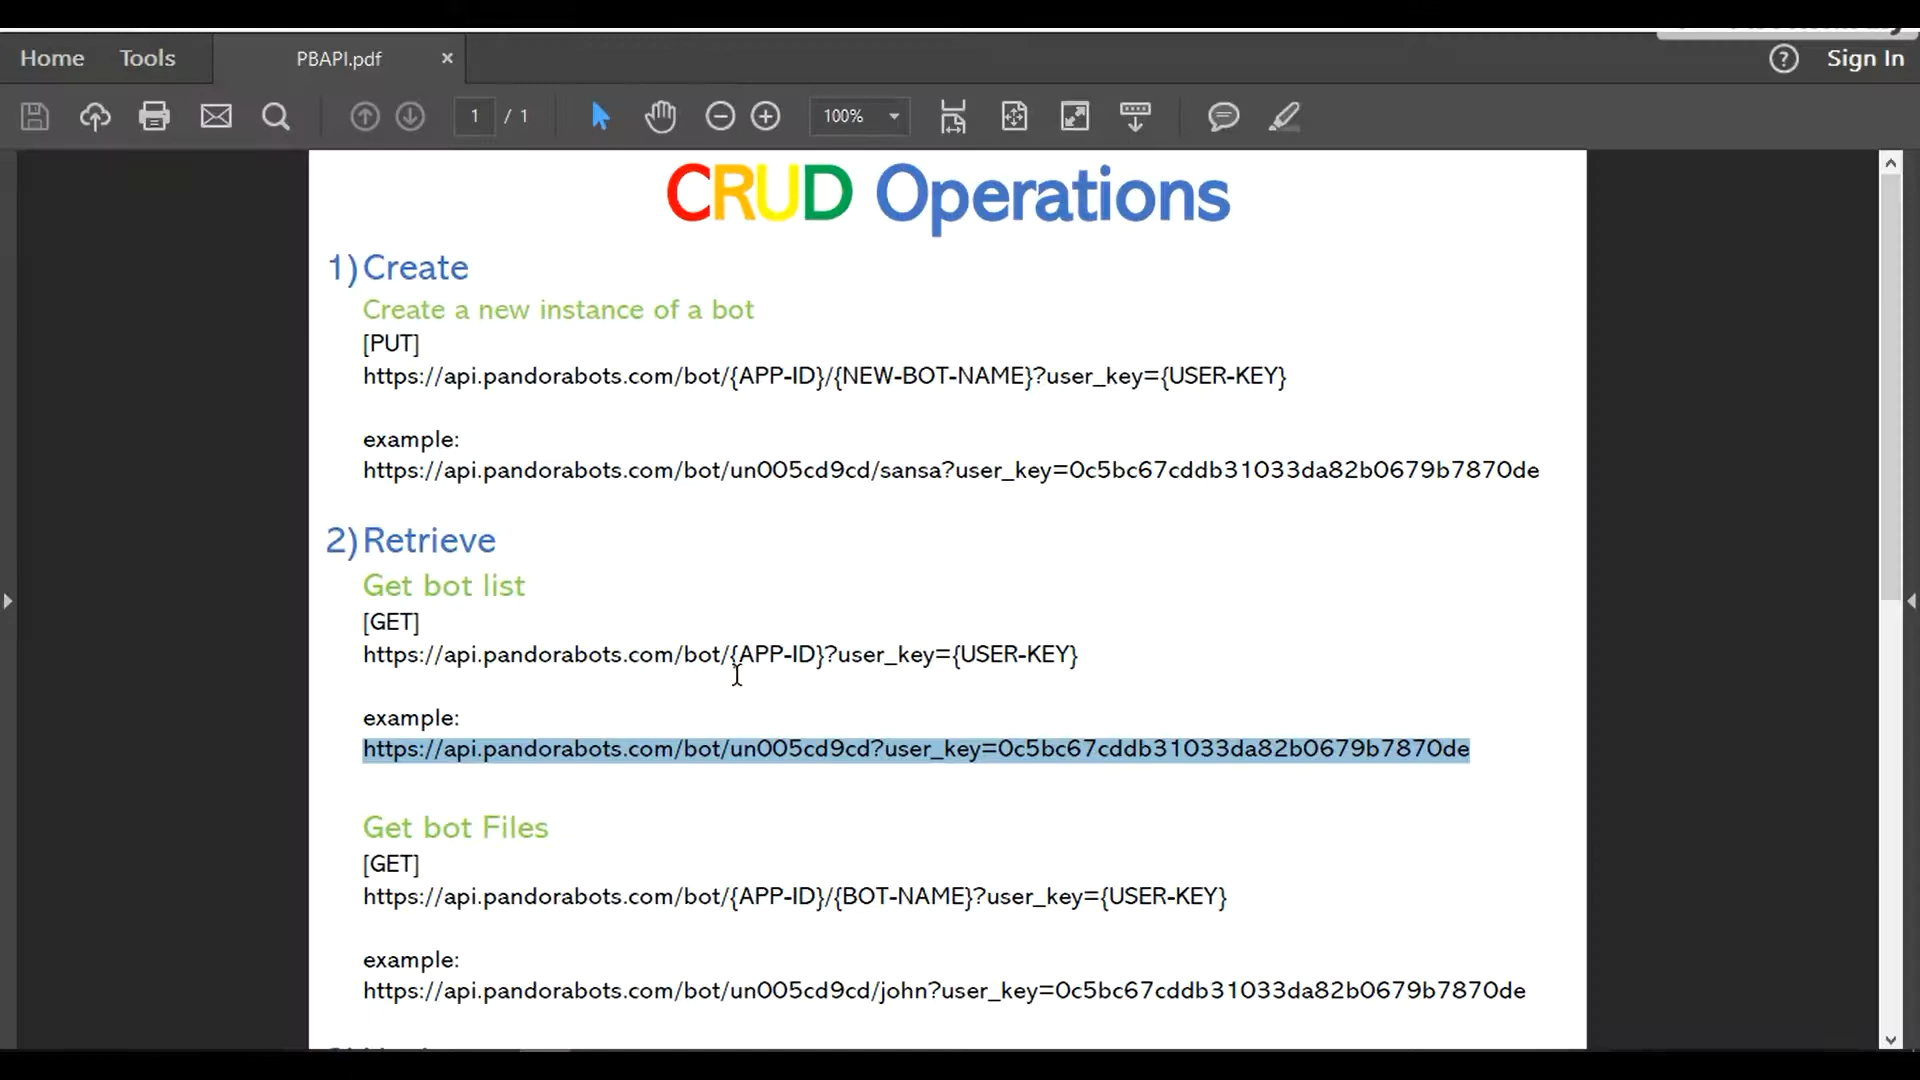 Home Tools PBAPI.pdf × ? Sign In
1 / 1 100%
CRUD Operations
1) Create
Create a new instance of a bot
[PUT]
https://api.pandorabots.com/bot/{APP-ID}/{NEW-BOT-NAME}?user_key={USER-KEY}
example:
https://api.pandorabots.com/bot/un005cd9cd/sansa?user_key=0c5bc67cddb31033da82b0679b7870de
2) Retrieve
Get bot list
[GET]
https://api.pandorabots.com/bot/{APP-ID}?user_key={USER-KEY}
example:
https://api.pandorabots.com/bot/un005cd9cd?user_key=0c5bc67cddb31033da82b0679b7870de
Get bot Files
[GET]
https://api.pandorabots.com/bot/{APP-ID}/{BOT-NAME}?user_key={USER-KEY}
example:
https://api.pandorabots.com/bot/un005cd9cd/john?user_key=0c5bc67cddb31033da82b0679b7870de